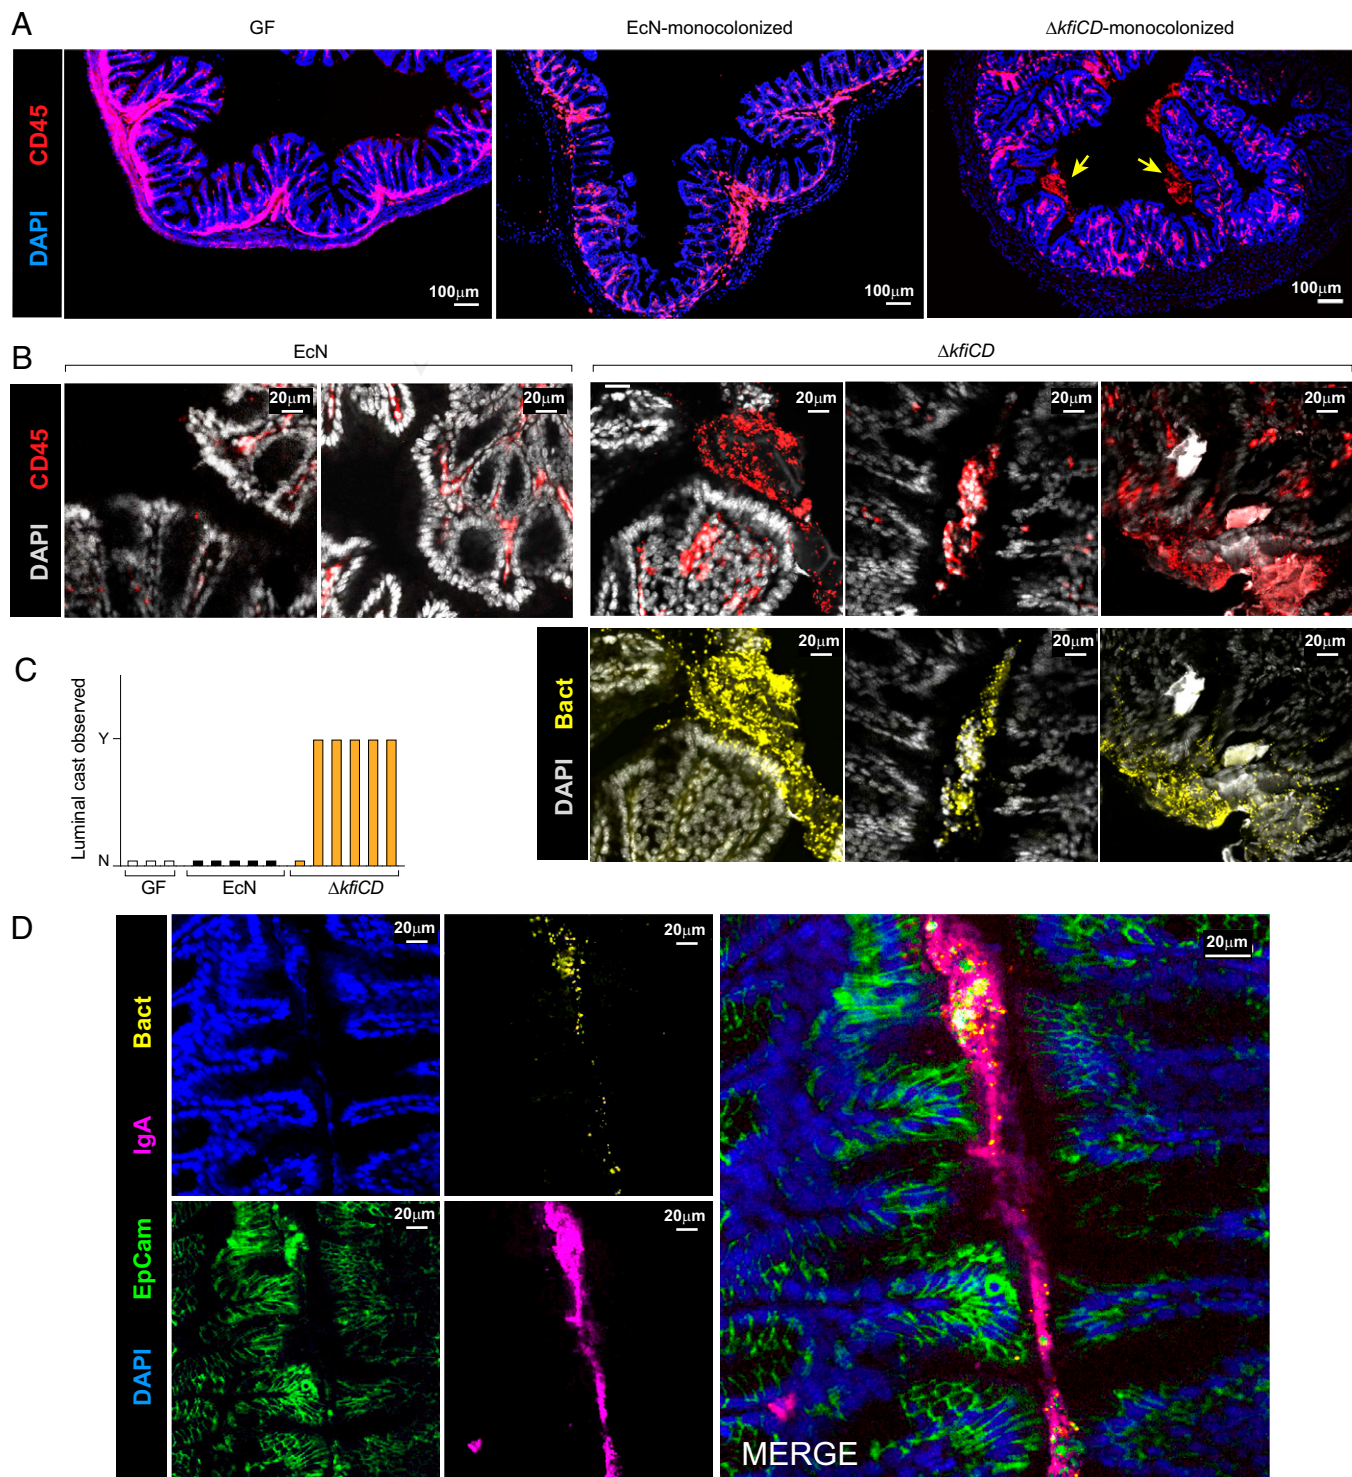 A
GF
EcN-monocolonized
ΔkfiCD-monocolonized
DAPI CD45
100μm
100μm
100μm
B
EcN
ΔkfiCD
DAPI CD45
20μm
20μm
20μm
20μm
20μm
DAPI Bact
20μm
20μm
20μm
C
Luminal cast observed
Y
N
GF
EcN
ΔkfiCD
D
DAPI EpCam IgA Bact
20μm
20μm
20μm
20μm
20μm
MERGE